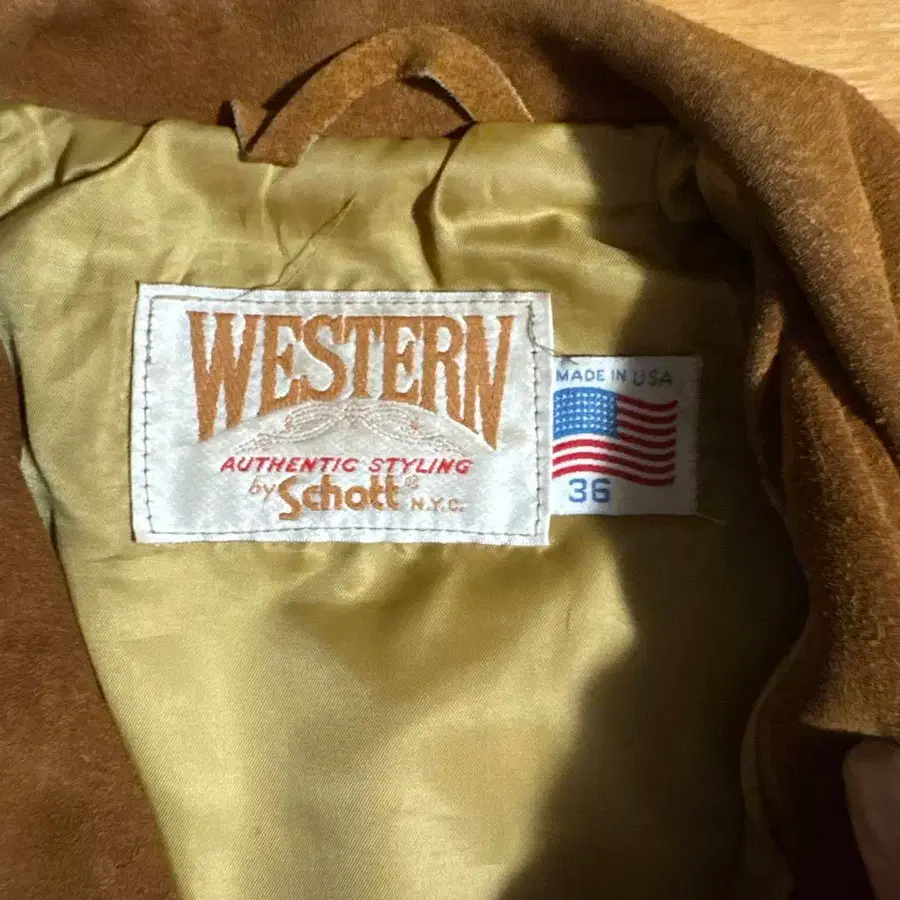 WESTERN
AUTHENTIC STYLING
by Schott® N.Y.C.
MADE IN USA
36